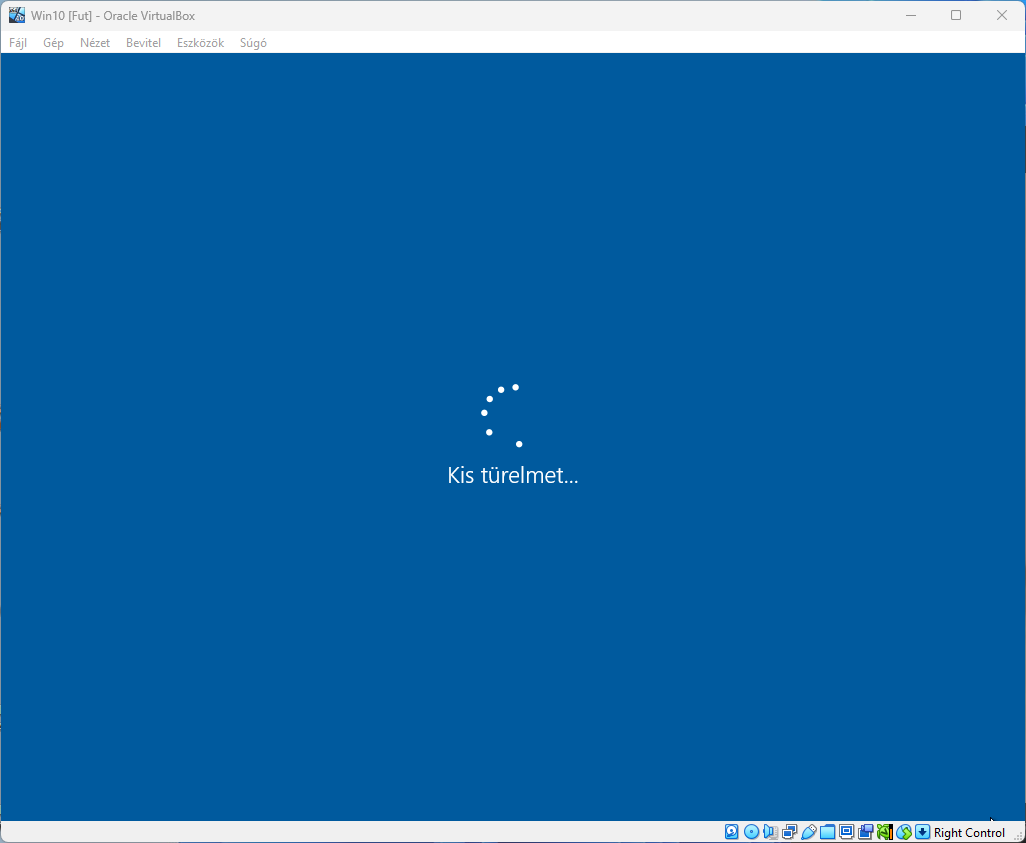 Win10 [Fut] - Oracle VirtualBox
Fájl Gép Nézet Bevitel Eszközök Súgó
Kis türelmet...
Right Control